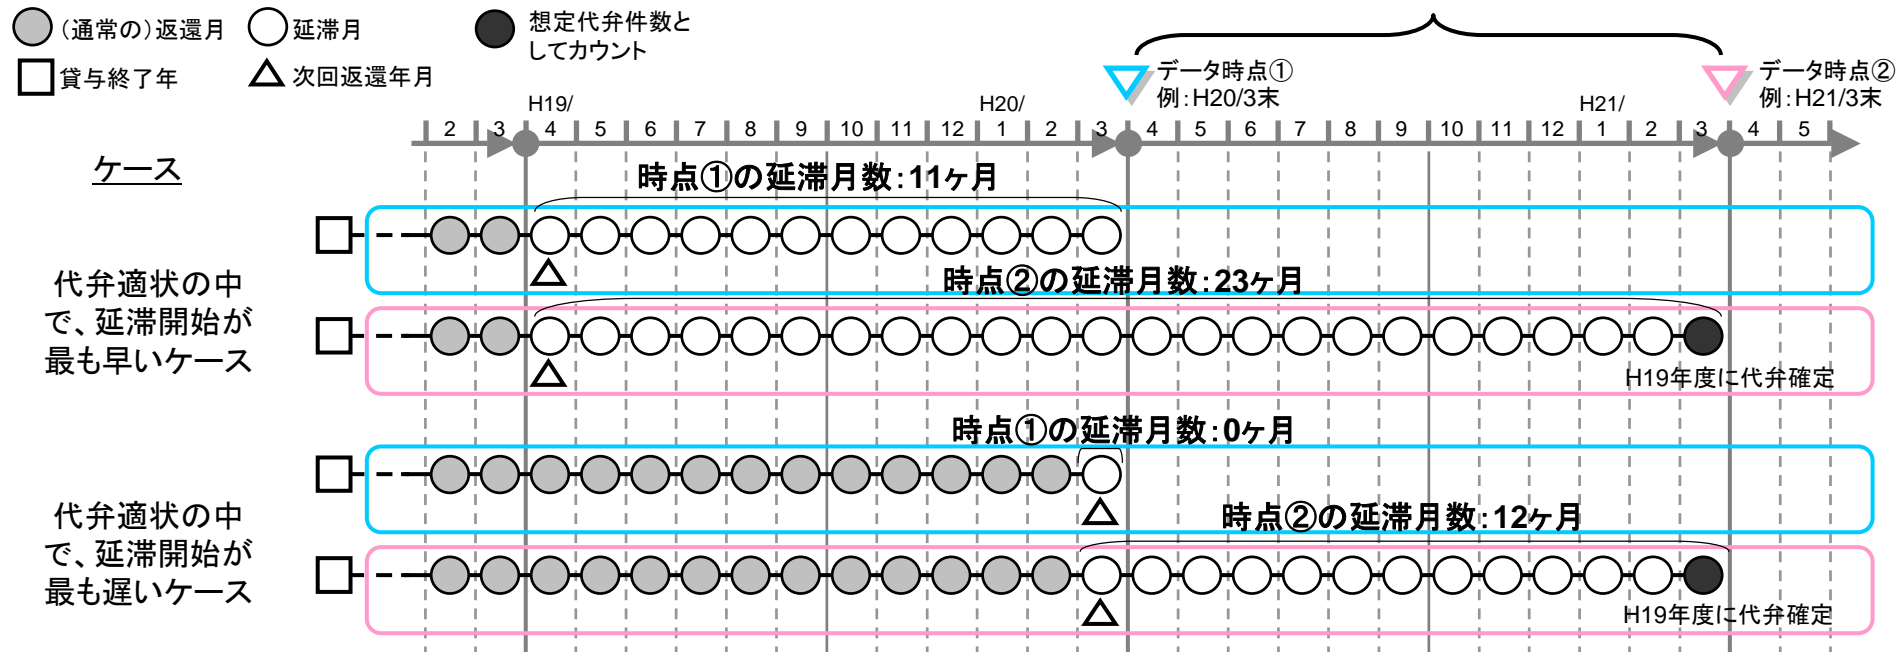 (通常の)返還月
延滞月
想定代弁件数と
してカウント
貸与終了年
次回返還年月
データ時点①
例:H20/3末
データ時点②
例:H21/3末
H19/
H20/
H21/
2 3 4 5 6 7 8 9 10 11 12 1 2 3 4 5 6 7 8 9 10 11 12 1 2 3 4 5
ケース
時点①の延滞月数:11ヶ月
代弁適状の中
で、延滞開始が
最も早いケース
時点②の延滞月数:23ヶ月
H19年度に代弁確定
時点①の延滞月数:0ヶ月
代弁適状の中
で、延滞開始が
最も遅いケース
時点②の延滞月数:12ヶ月
H19年度に代弁確定